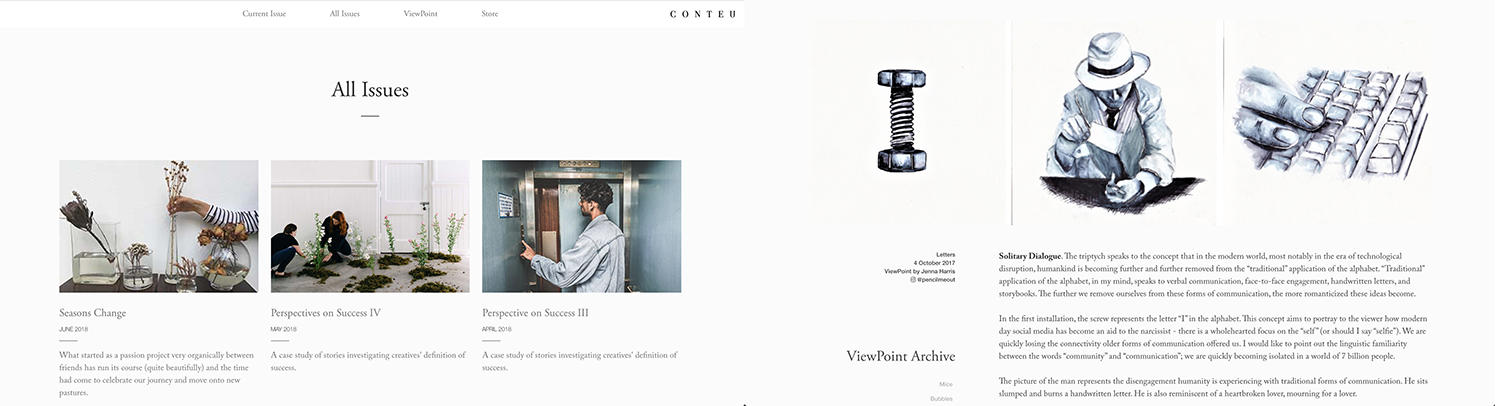 Current Issue
All Issues
ViewPoint
Store
CONTEU
All Issues
Seasons Change
JUNE 2018
What started as a passion project very organically between
friends has run its course (quite beautifully) and the time
had come to celebrate our journey and move onto new
pastures.
Perspectives on Success IV
MAY 2018
A case study of stories investigating creatives' definition of
success.
Perspective on Success III
APRIL 2018
A case study of stories investigating creatives' definition of
success.
Letters
4 October 2017
ViewPoint by Jenna Harris
@pencilmeout
ViewPoint Archive
Mice
Bubbles
Solitary Dialogue. The triptych speaks to the concept that in the modern world, most notably in the era of technological
disruption, humankind is becoming further and further removed from the “traditional” application of the alphabet. “Traditional”
application of the alphabet, in my mind, speaks to verbal communication, face-to-face engagement, handwritten letters, and
storybooks. The further we remove ourselves from these forms of communication, the more romanticized these ideas become.
In the first installation, the screw represents the letter “I” in the alphabet. This concept aims to portray to the viewer how modern
day social media has become an aid to the narcissist - there is a wholehearted focus on the “self” (or should I say “selfie”). We are
quickly losing the connectivity older forms of communication offered us. I would like to point out the linguistic familiarity
between the words “community” and “communication”; we are quickly becoming isolated in a world of 7 billion people.
The picture of the man represents the disengagement humanity is experiencing with traditional forms of communication. He sits
slumped and burns a handwritten letter. He is also reminiscent of a heartbroken lover, mourning for a lover.